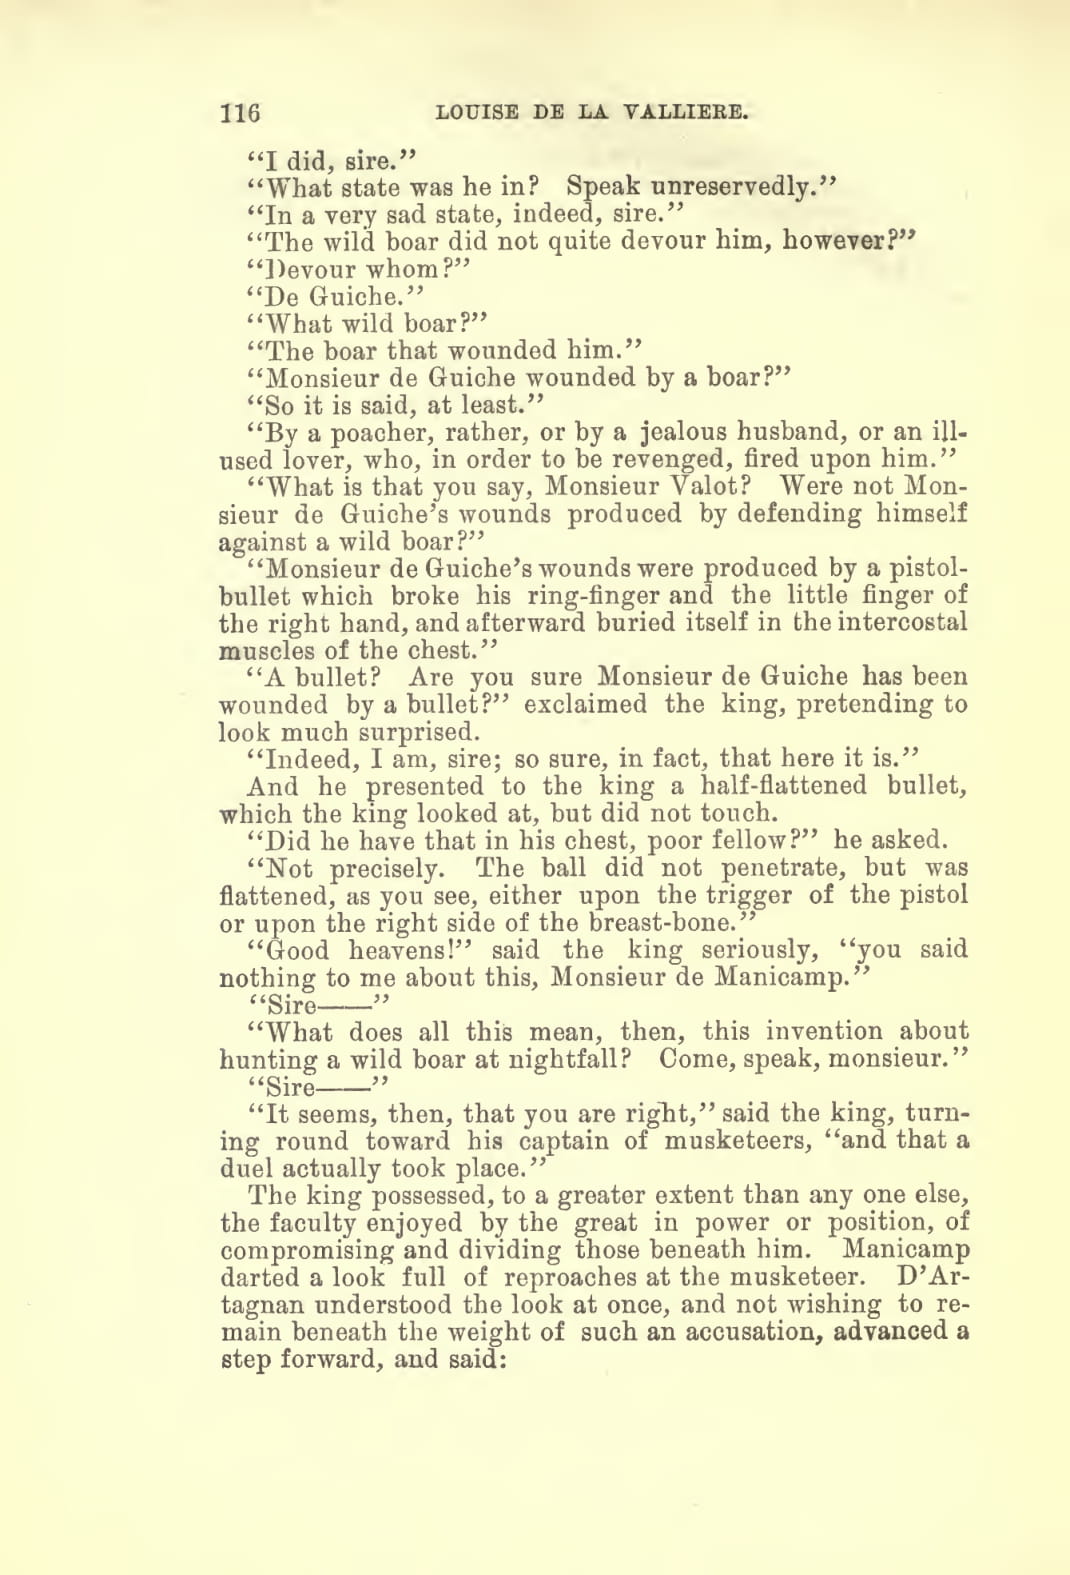 116 LOUISE DE LA VALLIERE.
“I did, sire.”
“What state was he in? Speak unreservedly.”
“In a very sad state, indeed, sire.”
“The wild boar did not quite devour him, however?”
“Devour whom?”
“De Guiche.”
“What wild boar?”
“The boar that wounded him.”
“Monsieur de Guiche wounded by a boar?”
“So it is said, at least.”
“By a poacher, rather, or by a jealous husband, or an ill-
used lover, who, in order to be revenged, fired upon him.”
“What is that you say, Monsieur Valot? Were not Mon-
sieur de Guiche’s wounds produced by defending himself
against a wild boar?”
“Monsieur de Guiche’s wounds were produced by a pistol-
bullet which broke his ring-finger and the little finger of
the right hand, and afterward buried itself in the intercostal
muscles of the chest.”
“A bullet? Are you sure Monsieur de Guiche has been
wounded by a bullet?” exclaimed the king, pretending to
look much surprised.
“Indeed, I am, sire; so sure, in fact, that here it is.”
And he presented to the king a half-flattened bullet,
which the king looked at, but did not touch.
“Did he have that in his chest, poor fellow?” he asked.
“Not precisely. The ball did not penetrate, but was
flattened, as you see, either upon the trigger of the pistol
or upon the right side of the breast-bone.”
“Good heavens!” said the king seriously, “you said
nothing to me about this, Monsieur de Manicamp.”
“Sire——”
“What does all this mean, then, this invention about
hunting a wild boar at nightfall? Come, speak, monsieur.”
“Sire——”
“It seems, then, that you are right,” said the king, turn-
ing round toward his captain of musketeers, “and that a
duel actually took place.”
The king possessed, to a greater extent than any one else,
the faculty enjoyed by the great in power or position, of
compromising and dividing those beneath him. Manicamp
darted a look full of reproaches at the musketeer. D’Ar-
tagnan understood the look at once, and not wishing to re-
main beneath the weight of such an accusation, advanced a
step forward, and said: